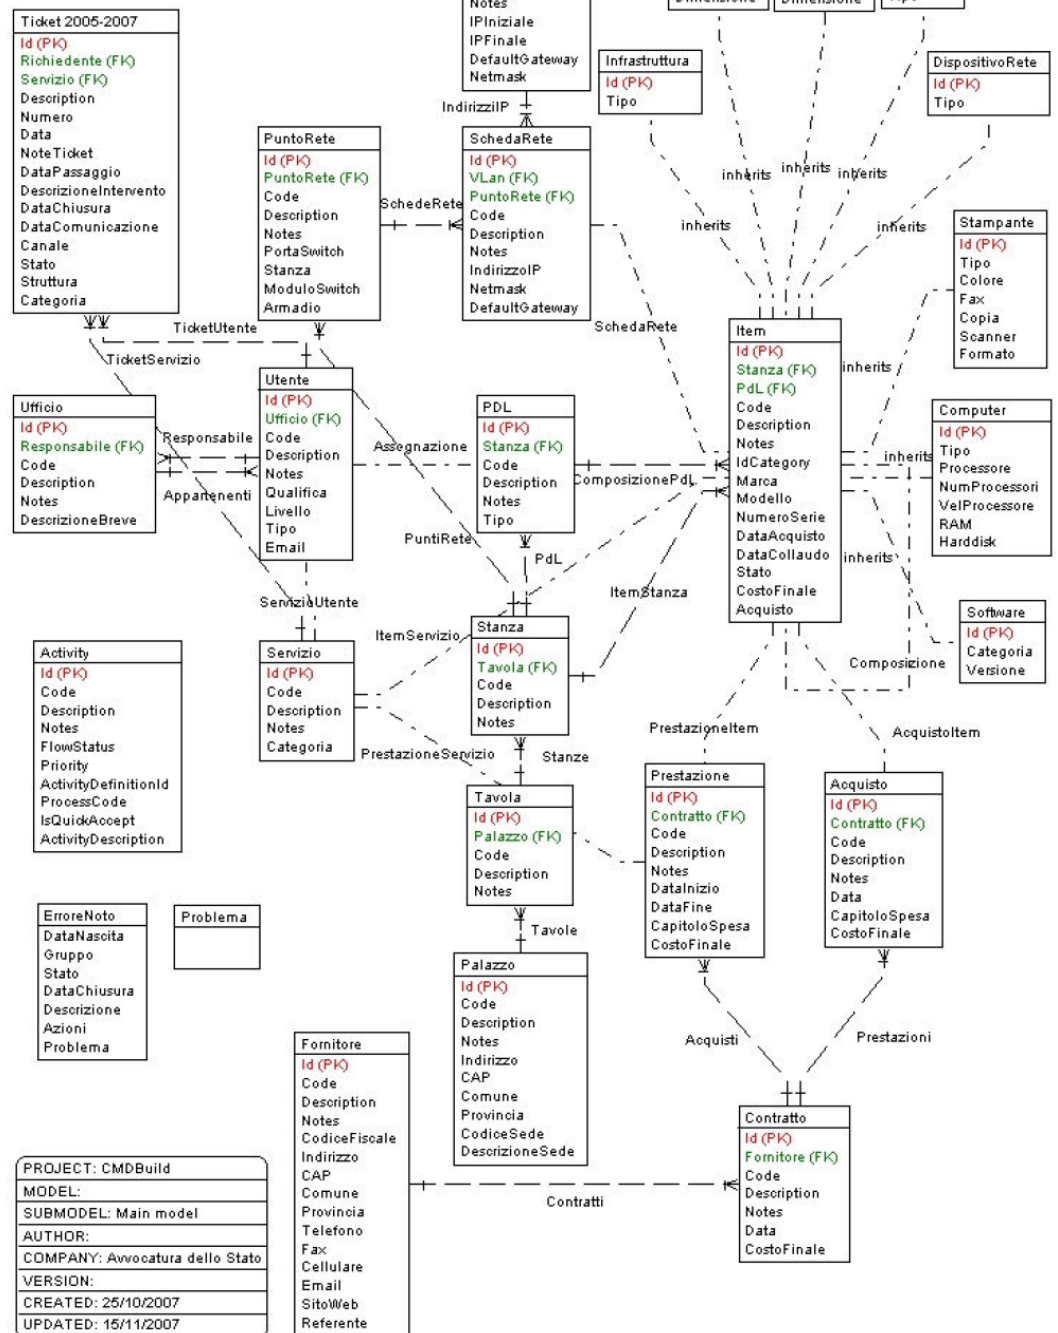 Notes
IPIniziale
IPFinale
DefaultGateway
Netmask
Dimensione
Dimensione
Tipo
Ticket 2005-2007
Id (PK)
Richiedente (FK)
Servizio (FK)
Description
Numero
Data
NoteTicket
DataPassaggio
DescrizioneIntervento
DataChiusura
DataComunicazione
Canale
Stato
Struttura
Categoria
Infrastruttura
Id (PK)
Tipo
DispositivoRete
Id (PK)
Tipo
IndirizziIP
PuntoRete
Id (PK)
PuntoRete (FK)
Code
Description
Notes
PortaSwitch
Stanza
ModuloSwitch
Armadio
SchedeRete
SchedaRete
Id (PK)
VLan (FK)
PuntoRete (FK)
Code
Description
Notes
IndirizzoIP
Netmask
DefaultGateway
inherits
inherits
inherits
inherits
inherits
Stampante
Id (PK)
Tipo
Colore
Fax
Copia
Scanner
Formato
SchedaRete
TicketUtente
TicketServizio
Item
Id (PK)
Stanza (FK)
PdL (FK)
Code
Description
Notes
IdCategory
Marca
Modello
NumeroSerie
DataAcquisto
DataCollaudo
Stato
CostoFinale
Acquisto
inherits
Ufficio
Id (PK)
Responsabile (FK)
Code
Description
Notes
DescrizioneBreve
Responsabile
Appartenenti
Utente
Id (PK)
Ufficio (FK)
Code
Description
Notes
Qualifica
Livello
Tipo
Email
Assegnazione
PDL
Id (PK)
Stanza (FK)
Code
Description
Notes
Tipo
ComposizionePdL
Computer
Id (PK)
Tipo
Processore
NumProcessori
VelProcessore
RAM
Harddisk
inherits
inherits
PuntiRete
PdL
ItemStanza
ServizioUtente
ItemServizio
Software
Id (PK)
Categoria
Versione
Composizione
Activity
Id (PK)
Code
Description
Notes
FlowStatus
Priority
ActivityDefinitionId
ProcessCode
IsQuickAccept
ActivityDescription
Servizio
Id (PK)
Code
Description
Notes
Categoria
Stanza
Id (PK)
Tavola (FK)
Code
Description
Notes
PrestazioneServizio
Stanze
PrestazioneItem
AcquistoItem
Tavola
Id (PK)
Palazzo (FK)
Code
Description
Notes
Prestazione
Id (PK)
Contratto (FK)
Code
Description
Notes
DataInizio
DataFine
CapitoloSpesa
CostoFinale
Acquisto
Id (PK)
Contratto (FK)
Code
Description
Notes
Data
CapitoloSpesa
CostoFinale
ErroreNoto
DataNascita
Gruppo
Stato
DataChiusura
Descrizione
Azioni
Problema
Problema
Tavole
Palazzo
Id (PK)
Code
Description
Notes
Indirizzo
CAP
Comune
Provincia
CodiceSede
DescrizioneSede
Acquisti
Prestazioni
Fornitore
Id (PK)
Code
Description
Notes
CodiceFiscale
Indirizzo
CAP
Comune
Provincia
Telefono
Fax
Cellulare
Email
SitoWeb
Referente
Contratti
Contratto
Id (PK)
Fornitore (FK)
Code
Description
Notes
Data
CostoFinale
PROJECT: CMDBuild
MODEL:
SUBMODEL: Main model
AUTHOR:
COMPANY: Avvocatura dello Stato
VERSION:
CREATED: 25/10/2007
UPDATED: 15/11/2007